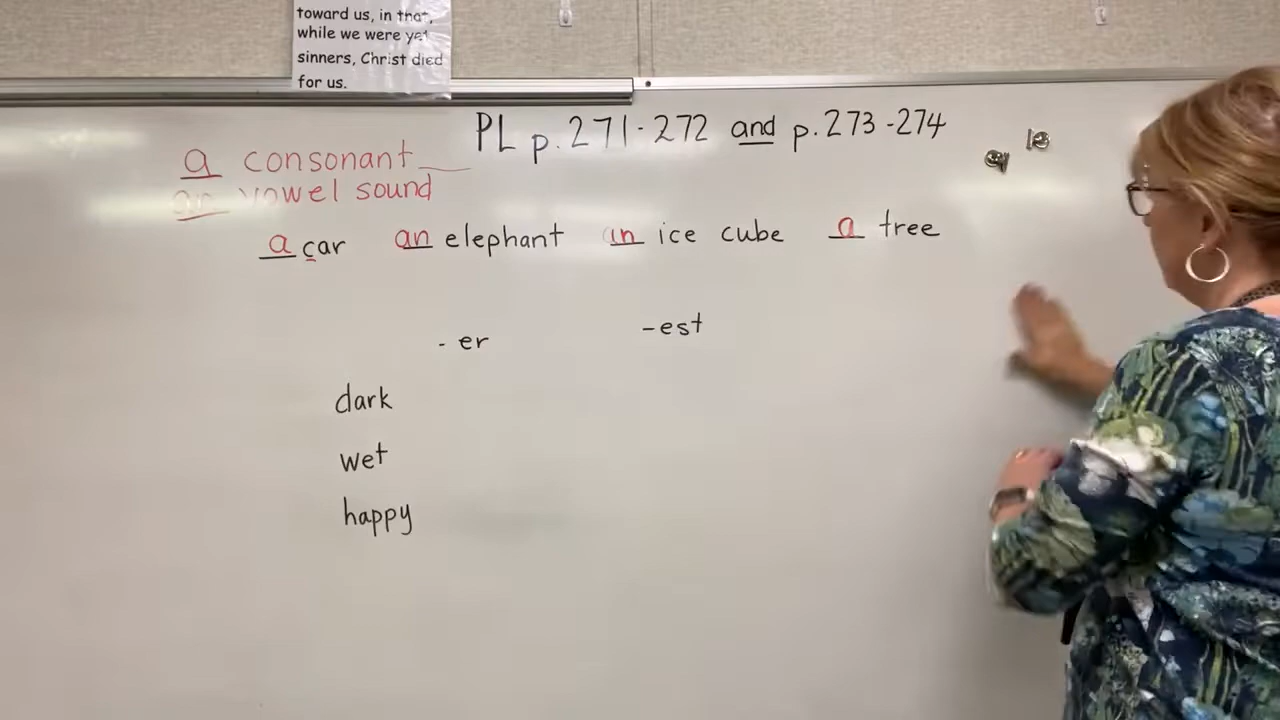 toward us, in that,
while we were yet
sinners, Christ died
for us.
PL p. 271-272 and p. 273-274
a consonant
an vowel sound
a car an elephant an ice cube a tree
-er -est
dark
wet
happy